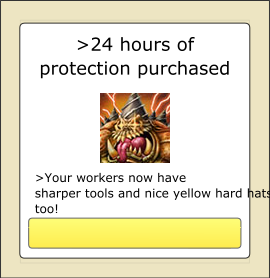 >24 hours of
protection purchased
>Your workers now have
sharper tools and nice yellow hard hats
too!